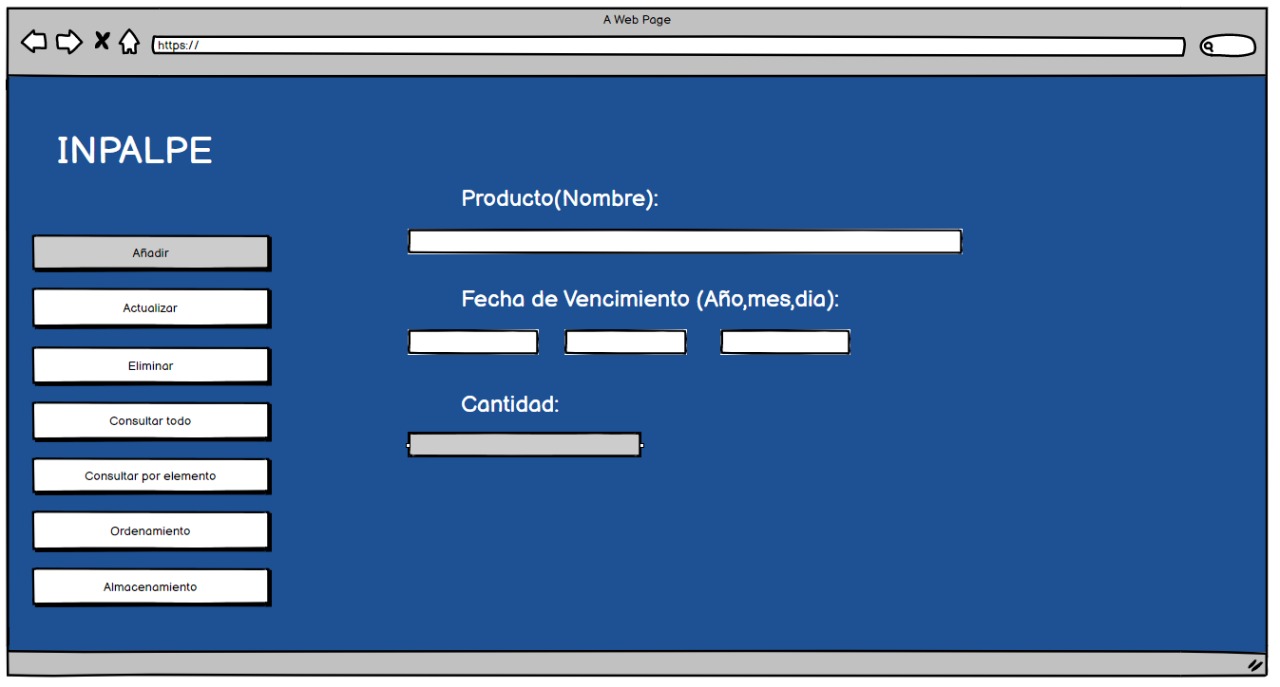 A Web Page
https://
INPALPE
Añadir
Actualizar
Eliminar
Consultar todo
Consultar por elemento
Ordenamiento
Almacenamiento
Producto(Nombre):
Fecha de Vencimiento (Año,mes,dia):
Cantidad: